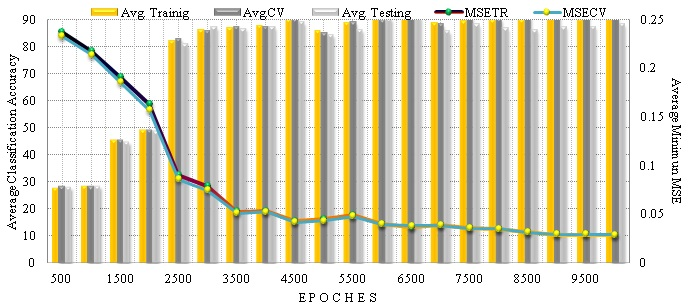 Avg. Trainig AvgCV Avg. Testing MSETR MSECV
90 0.25
80
70 0.2
60
50 0.15
40
30 0.1
20
10 0.05
0 0
Average Classification Accuracy
Average Minimun MSE
500 1500 2500 3500 4500 5500 6500 7500 8500 9500
EPOCHES